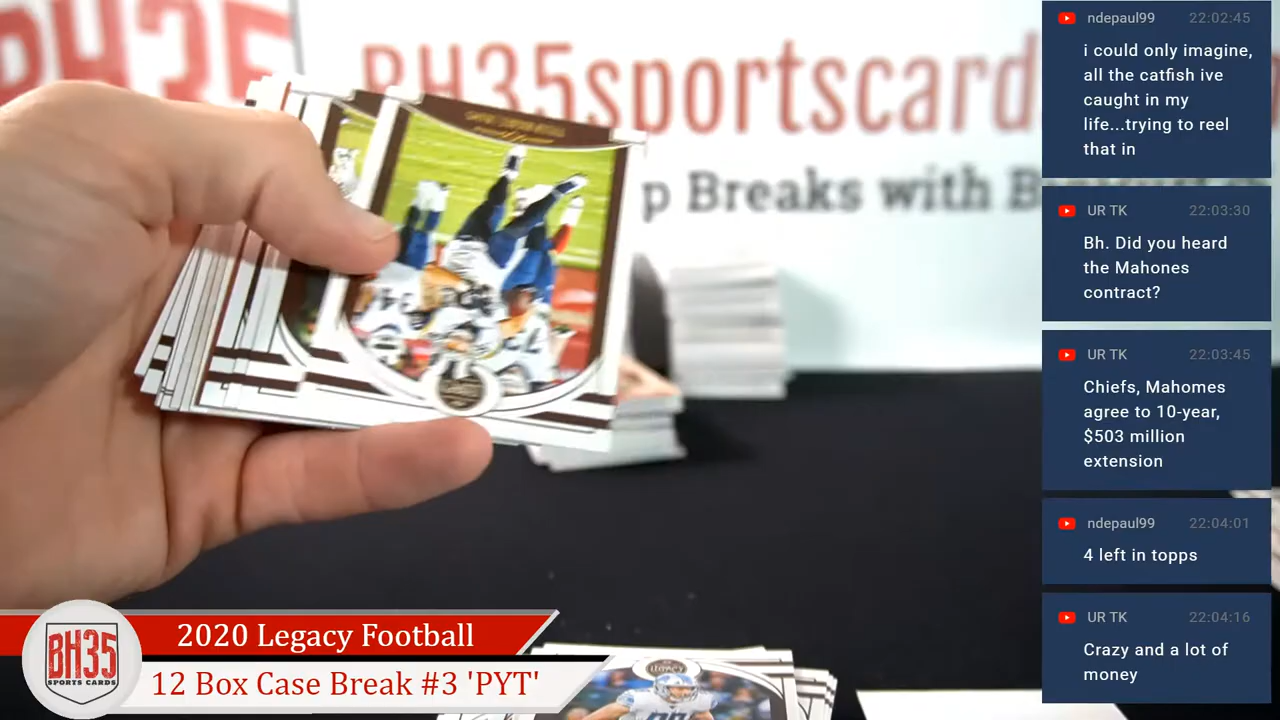 BH35
BH35sportscard
p Breaks with B
34
LEGACY
2020 Legacy Football
12 Box Case Break #3 'PYT'
BH35
SPORTS CARDS
ndepaul99 22:02:45
i could only imagine,
all the catfish ive
caught in my
life...trying to reel
that in
UR TK 22:03:30
Bh. Did you heard
the Mahones
contract?
UR TK 22:03:45
Chiefs, Mahomes
agree to 10-year,
$503 million
extension
ndepaul99 22:04:01
4 left in topps
UR TK 22:04:16
Crazy and a lot of
money